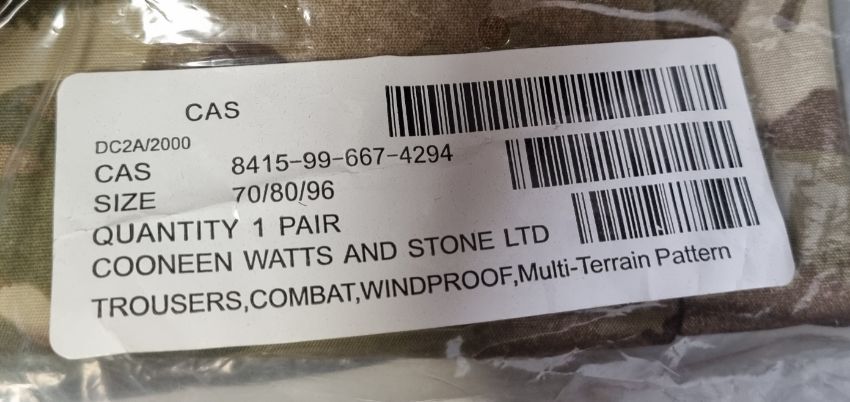 CAS
DC2A/2000
CAS 8415-99-667-4294
SIZE 70/80/96
QUANTITY 1 PAIR
COONEEN WATTS AND STONE LTD
TROUSERS,COMBAT,WINDPROOF,Multi-Terrain Pattern